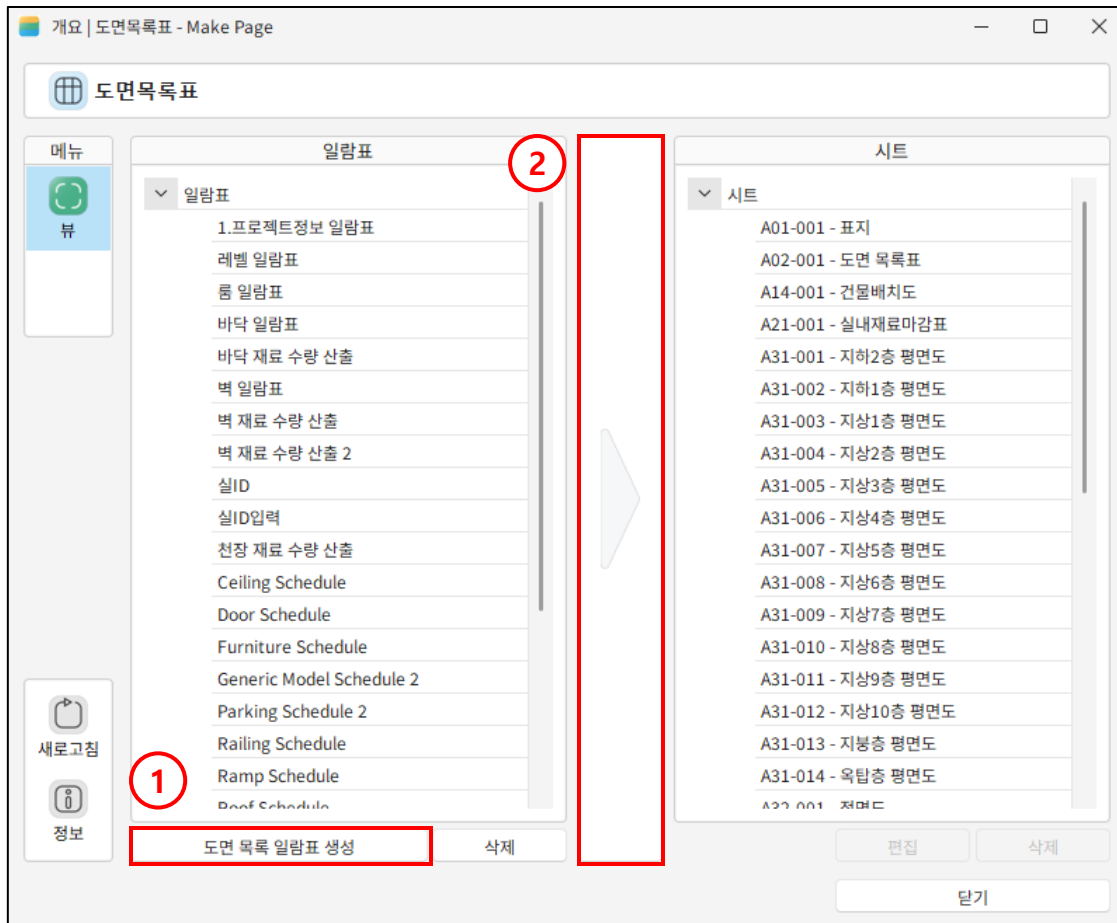 개요 | 도면목록표 - Make Page
도면목록표
메뉴
뷰
새로고침
정보
일람표
2
일람표
1.프로젝트정보 일람표
레벨 일람표
룸 일람표
바닥 일람표
바닥 재료 수량 산출
벽 일람표
벽 재료 수량 산출
벽 재료 수량 산출 2
실ID
실ID입력
천장 재료 수량 산출
Ceiling Schedule
Door Schedule
Furniture Schedule
Generic Model Schedule 2
Parking Schedule 2
Railing Schedule
Ramp Schedule
Roof Schedule
1
도면 목록 일람표 생성
삭제
시트
시트
A01-001 - 표지
A02-001 - 도면 목록표
A14-001 - 건물배치도
A21-001 - 실내재료마감표
A31-001 - 지하2층 평면도
A31-002 - 지하1층 평면도
A31-003 - 지상1층 평면도
A31-004 - 지상2층 평면도
A31-005 - 지상3층 평면도
A31-006 - 지상4층 평면도
A31-007 - 지상5층 평면도
A31-008 - 지상6층 평면도
A31-009 - 지상7층 평면도
A31-010 - 지상8층 평면도
A31-011 - 지상9층 평면도
A31-012 - 지상10층 평면도
A31-013 - 지붕층 평면도
A31-014 - 옥탑층 평면도
A32-001 - 정면도
편집
삭제
닫기